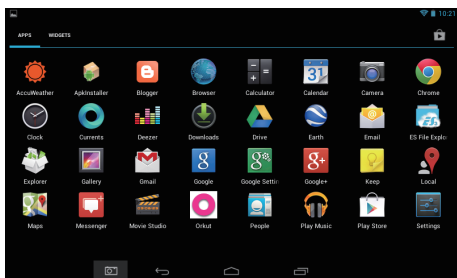 10:21
APPS WIDGETS
AccuWeather ApkInstaller Blogger Browser Calculator Calendar Camera Chrome
31
Clock Currents Deezer Downloads Drive Earth Email ES File Explo
Explorer Gallery Gmail Google Google Settin Google+ Keep Local
Maps Messenger Movie Studio Orkut People Play Music Play Store Settings